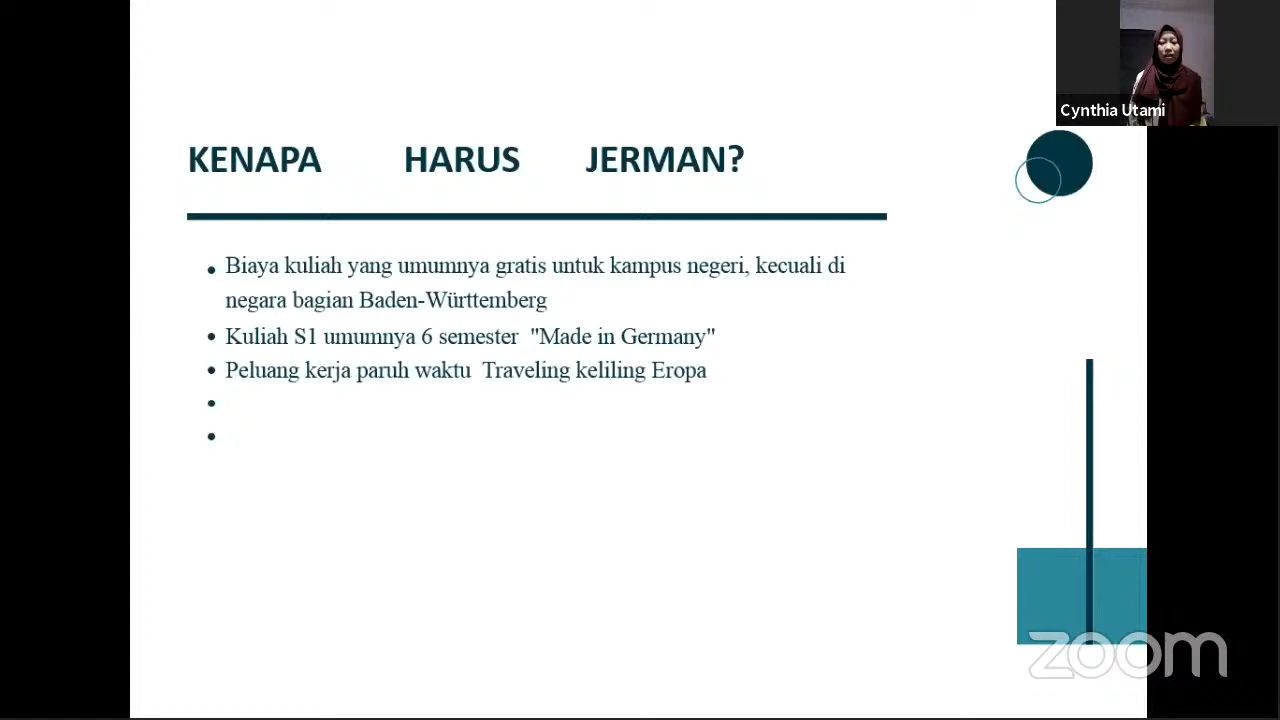 Cynthia Utami
KENAPA HARUS JERMAN?
• Biaya kuliah yang umumnya gratis untuk kampus negeri, kecuali di
negara bagian Baden-Württemberg
• Kuliah S1 umumnya 6 semester "Made in Germany"
• Peluang kerja paruh waktu Traveling keliling Eropa
•
•
zoom